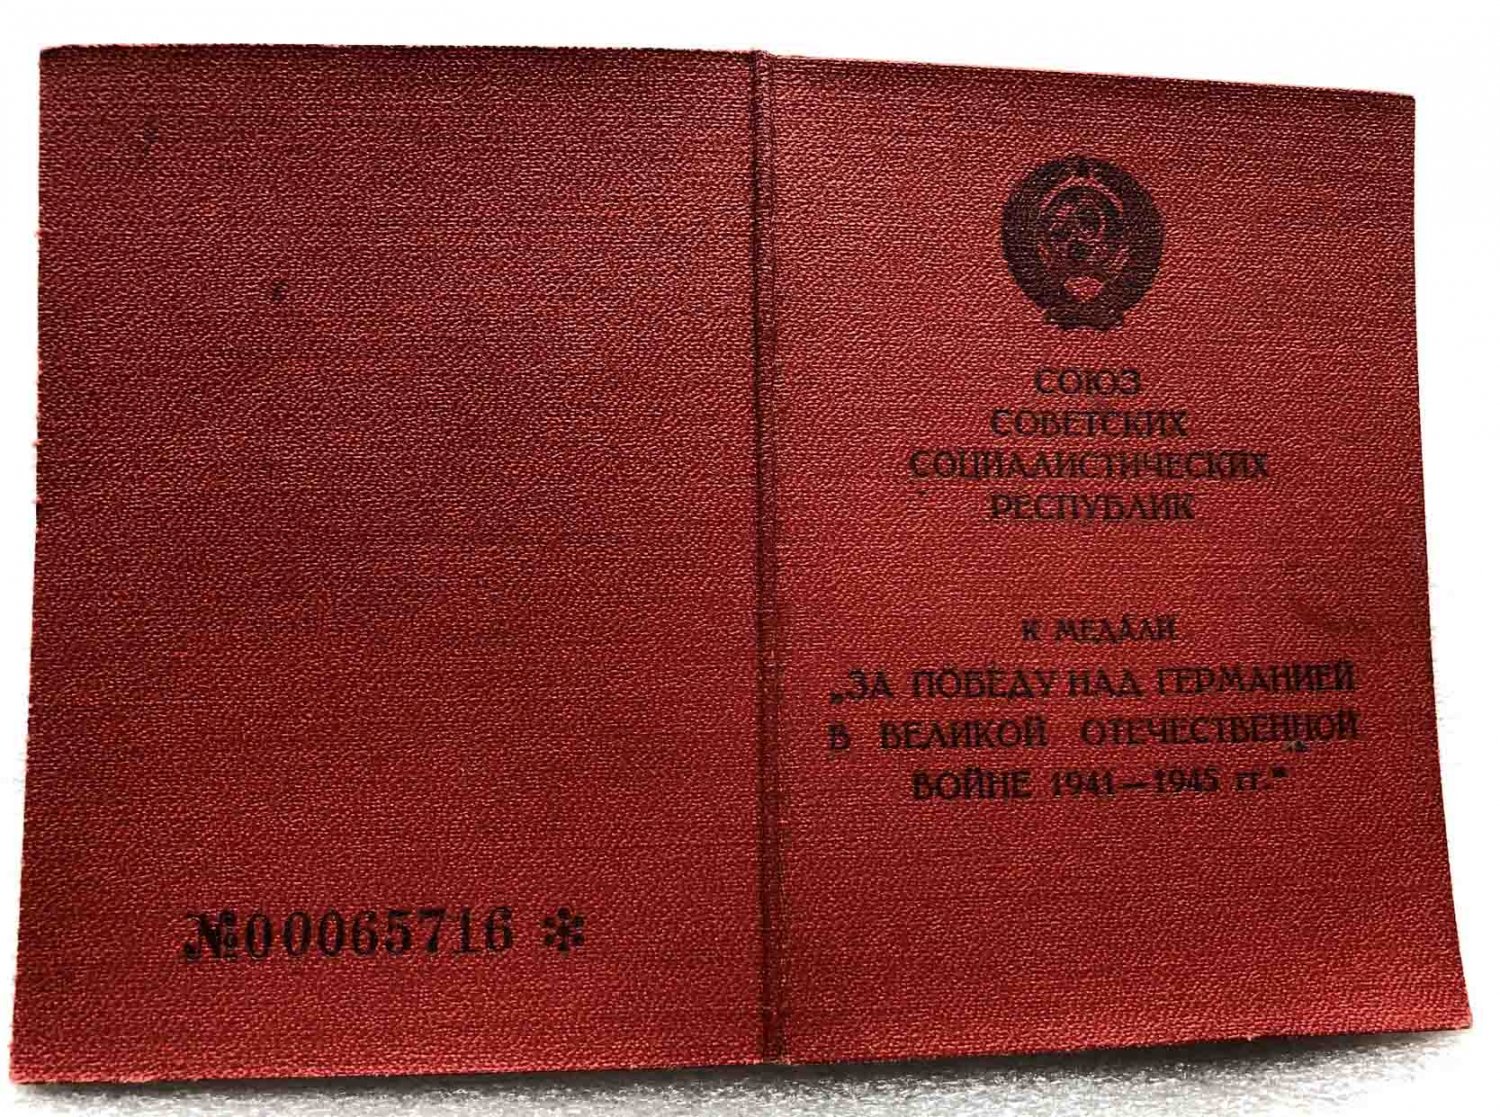 №00065716 *
СОЮЗ
СОВЕТСКИХ
СОЦИАЛИСТИЧЕСКИХ
РЕСПУБЛИК
К МЕДАЛИ
„ЗА ПОБЕДУ НАД ГЕРМАНИЕЙ
В ВЕЛИКОЙ ОТЕЧЕСТВЕННОЙ
ВОЙНЕ 1941—1945 гг."